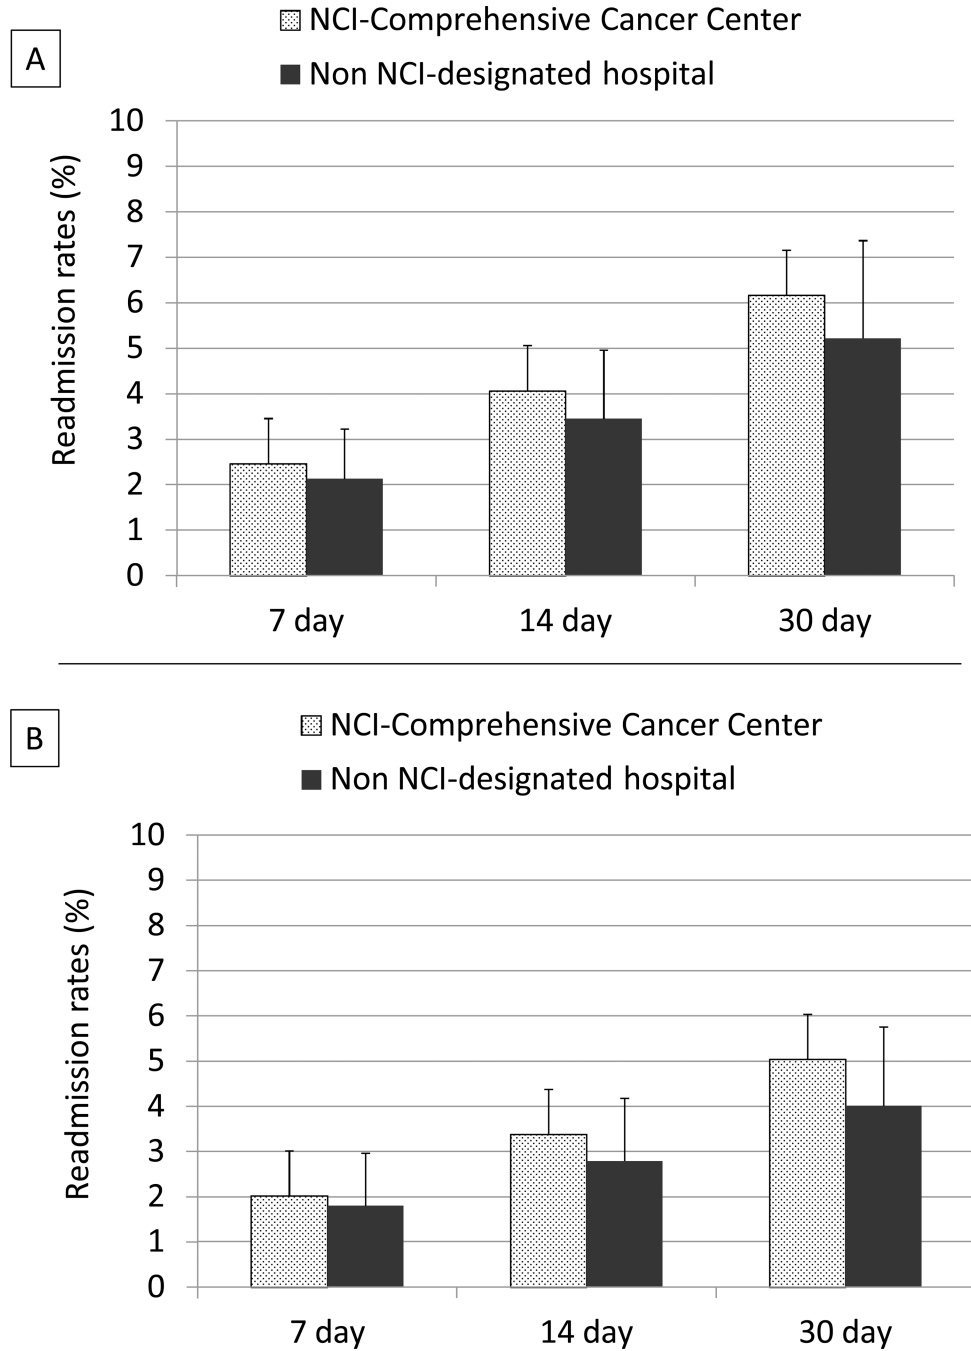 A
NCI-Comprehensive Cancer Center
Non NCI-designated hospital
Readmission rates (%)
10
9
8
7
6
5
4
3
2
1
0
7 day 14 day 30 day
B
NCI-Comprehensive Cancer Center
Non NCI-designated hospital
Readmission rates (%)
10
9
8
7
6
5
4
3
2
1
0
7 day 14 day 30 day